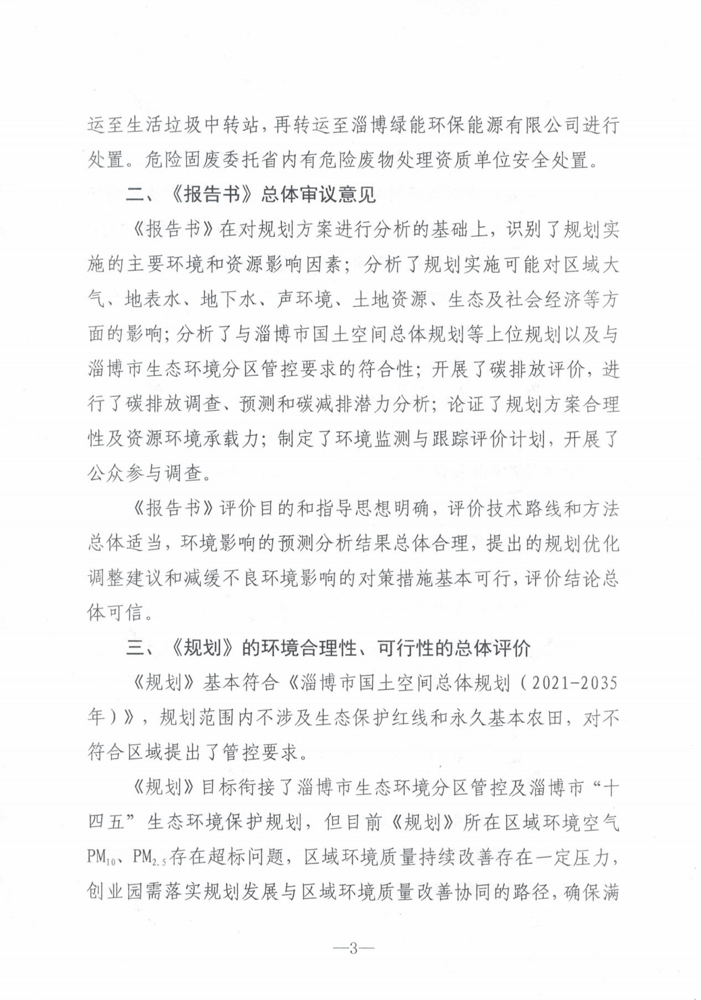 运至生活垃圾中转站，再转运至淄博绿能环保能源有限公司进行
处置。危险固废委托省内有危险废物处理资质单位安全处置。
二、《报告书》总体审议意见
《报告书》在对规划方案进行分析的基础上，识别了规划实
施的主要环境和资源影响因素；分析了规划实施可能对区域大
气、地表水、地下水、声环境、土地资源、生态及社会经济等方
面的影响；分析了与淄博市国土空间总体规划等上位规划以及与
淄博市生态环境分区管控要求的符合性；开展了碳排放评价，进
行了碳排放调查、预测和碳减排潜力分析；论证了规划方案合理
性及资源环境承载力；制定了环境监测与跟踪评价计划，开展了
公众参与调查。
《报告书》评价目的和指导思想明确，评价技术路线和方法
总体适当，环境影响的预测分析结果总体合理，提出的规划优化
调整建议和减缓不良环境影响的对策措施基本可行，评价结论总
体可信。
三、《规划》的环境合理性、可行性的总体评价
《规划》基本符合《淄博市国土空间总体规划（2021-2035
年）》，规划范围内不涉及生态保护红线和永久基本农田，对不
符合区域提出了管控要求。
《规划》目标衔接了淄博市生态环境分区管控及淄博市“十
四五”生态环境保护规划，但目前《规划》所在区域环境空气
PM₁₀、PM₂.₅存在超标问题，区域环境质量持续改善存在一定压力，
创业园需落实规划发展与区域环境质量改善协同的路径，确保满
—3—